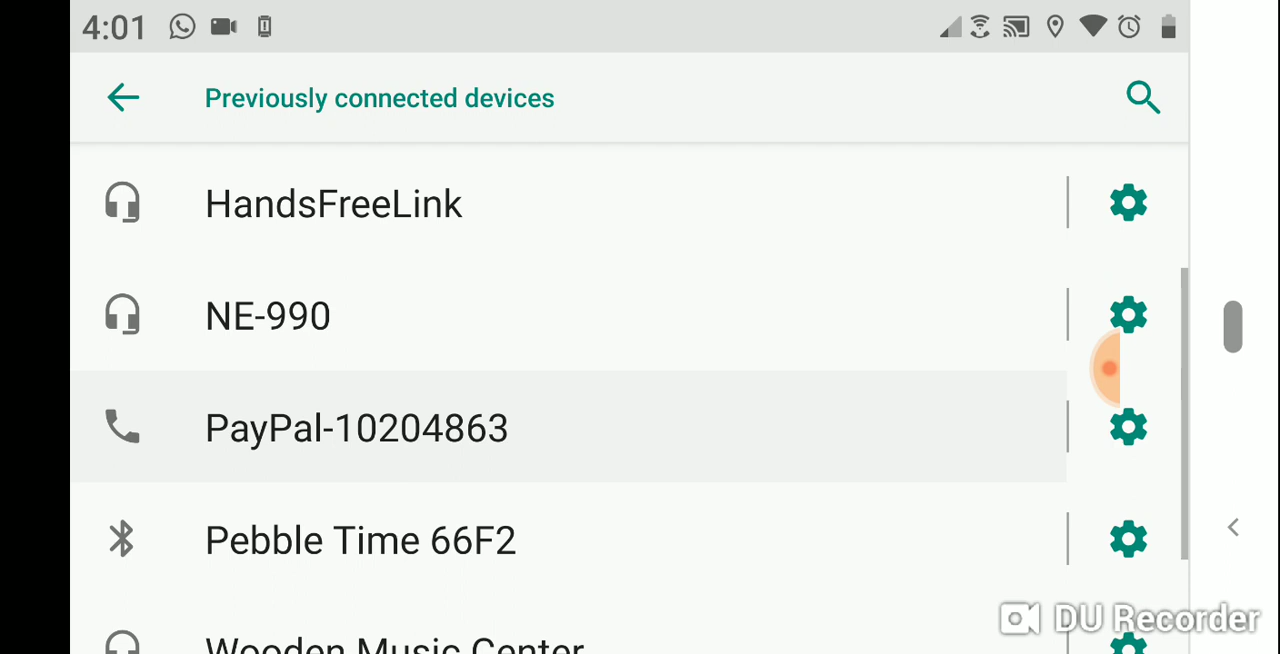 4:01
Previously connected devices
HandsFreeLink
NE-990
PayPal-10204863
Pebble Time 66F2
Wooden Music Center
DU Recorder